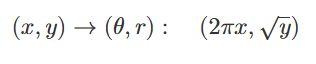 (x, y) → (θ, r) : (2πx, √y)